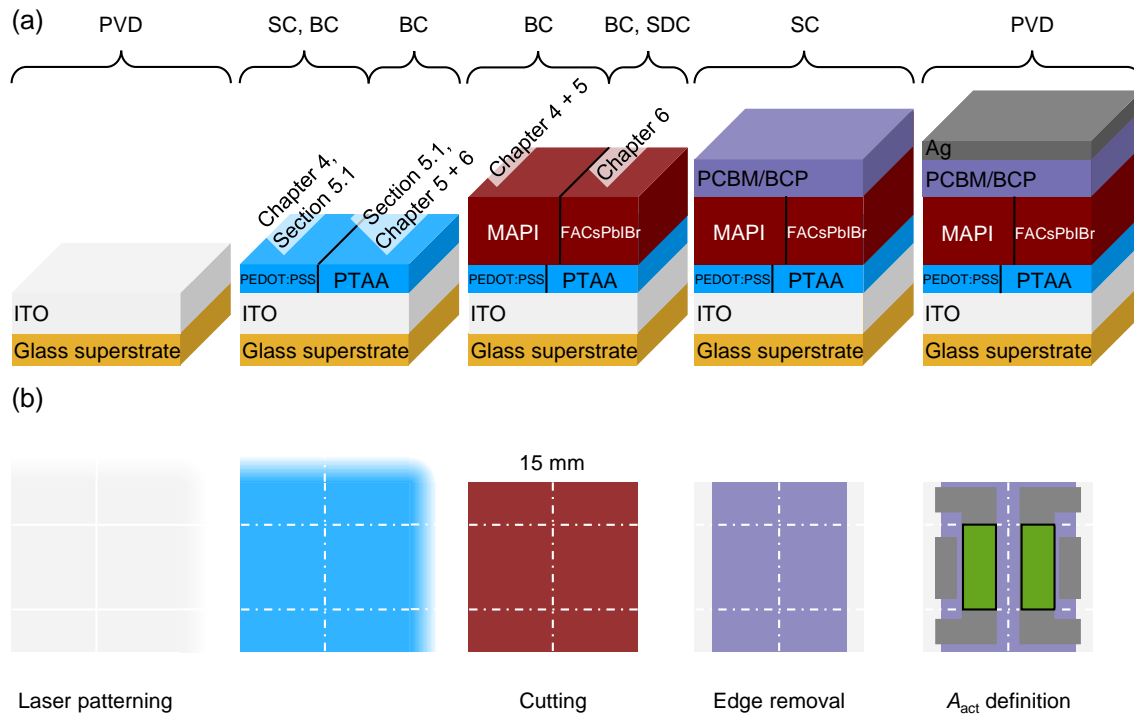 (a)
PVD
SC, BC
BC
BC
BC, SDC
SC
PVD
Chapter 4,
Section 5.1
Section 5.1,
Chapter 5 + 6
Chapter 4 + 5
Chapter 6
ITO
Glass superstrate
PEDOT:PSS
PTAA
ITO
Glass superstrate
MAPI
FACsPbIBr
PEDOT:PSS
PTAA
ITO
Glass superstrate
PCBM/BCP
MAPI
FACsPbIBr
PEDOT:PSS
PTAA
ITO
Glass superstrate
Ag
PCBM/BCP
MAPI
FACsPbIBr
PEDOT:PSS
PTAA
ITO
Glass superstrate
(b)
15 mm
Laser patterning
Cutting
Edge removal
A_act definition